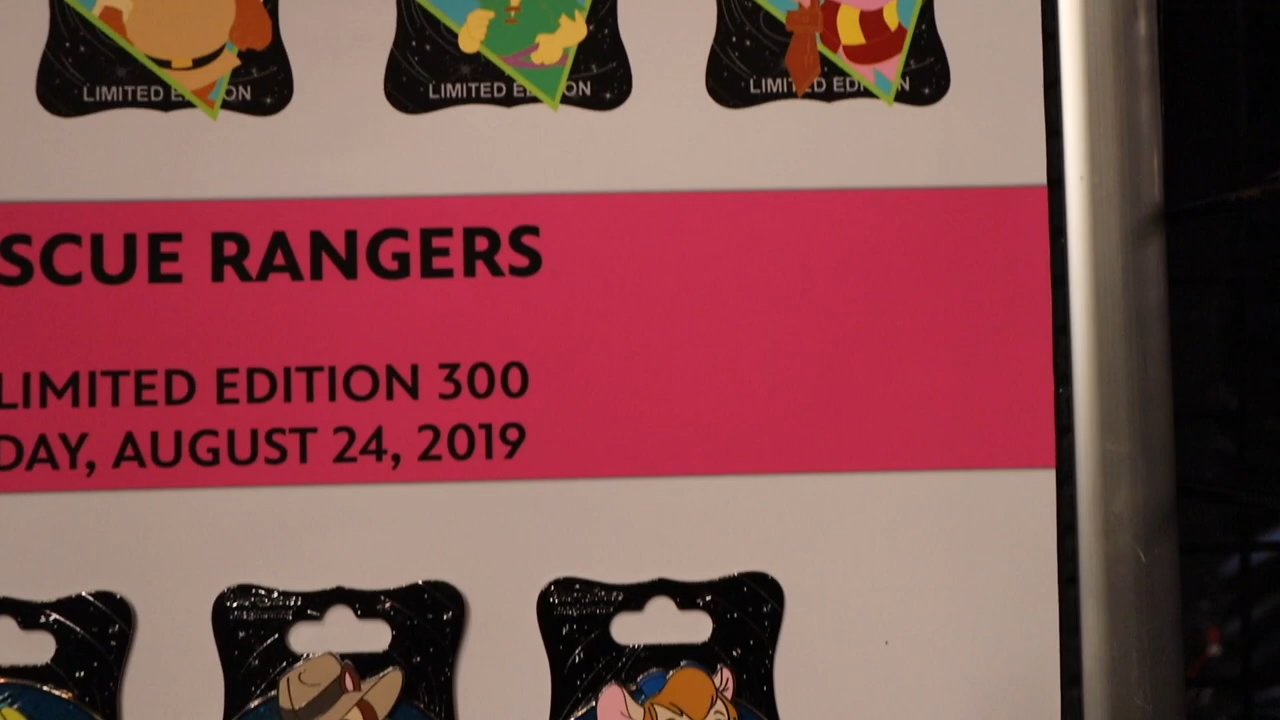 LIMITED EDITION
LIMITED EDITION
LIMITED EDITION
SCUE RANGERS
LIMITED EDITION 300
DAY, AUGUST 24, 2019